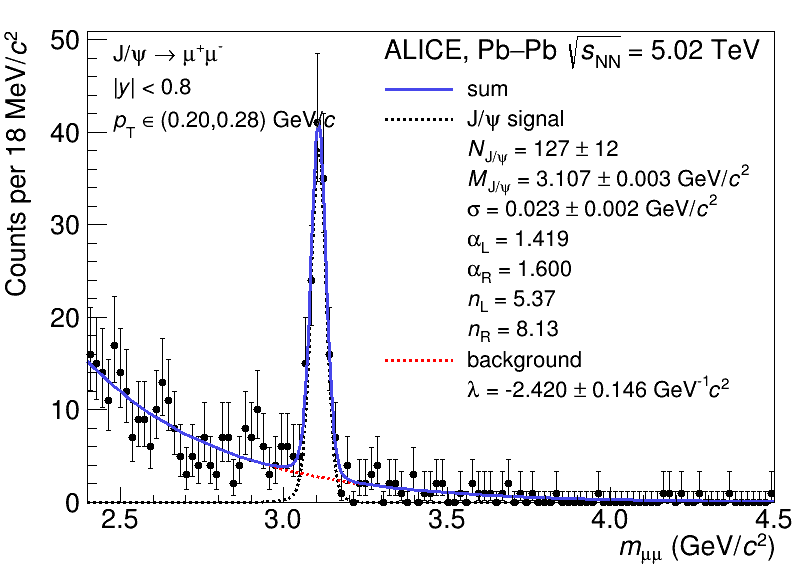 J/ψ → μ⁺μ⁻
|y| < 0.8
p_T ∈ (0.20,0.28) GeV/c
ALICE, Pb–Pb √s_NN = 5.02 TeV
sum
J/ψ signal
N_J/ψ = 127 ± 12
M_J/ψ = 3.107 ± 0.003 GeV/c²
σ = 0.023 ± 0.002 GeV/c²
α_L = 1.419
α_R = 1.600
n_L = 5.37
n_R = 8.13
background
λ = -2.420 ± 0.146 GeV⁻¹c²
Counts per 18 MeV/c²
50
40
30
20
10
0
2.5 3.0 3.5 4.0 4.5
m_μμ (GeV/c²)